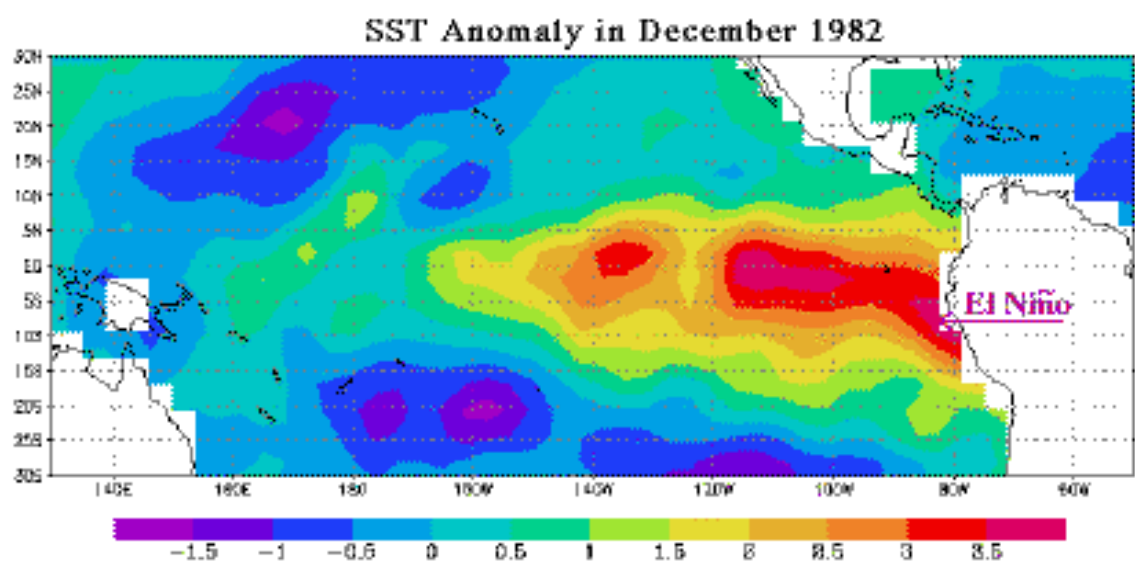 SST Anomaly in December 1982
30N
25N
20N
15N
10N
5N
EQ
5S
El Niño
10S
15S
20S
25S
30S
140E 160E 180 160W 140W 120W 100W 80W 60W
-1.5 -1 -0.5 0 0.5 1 1.5 2 2.5 3 3.5